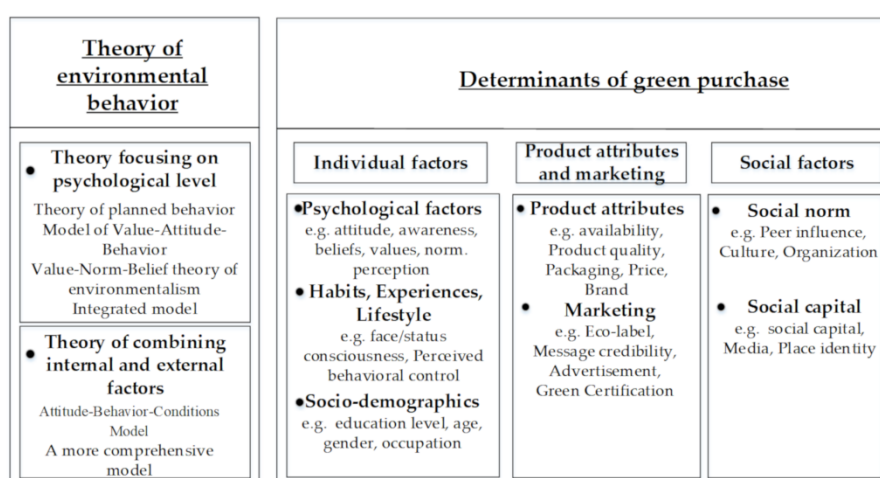 Theory of
environmental
behavior
• Theory focusing on
psychological level
Theory of planned behavior
Model of Value-Attitude-
Behavior
Value-Norm-Belief theory of
environmentalism
Integrated model
• Theory of combining
internal and external
factors
Attitude-Behavior-Conditions
Model
A more comprehensive
model
Determinants of green purchase
Individual factors
•Psychological factors
e.g. attitude, awareness,
beliefs, values, norm.
perception
• Habits, Experiences,
Lifestyle
e.g. face/status
consciousness, Perceived
behavioral control
•Socio-demographics
e.g. education level, age,
gender, occupation
Product attributes
and marketing
• Product attributes
e.g. availability,
Product quality,
Packaging, Price,
Brand
• Marketing
e.g. Eco-label,
Message credibility,
Advertisement,
Green Certification
Social factors
• Social norm
e.g. Peer influence,
Culture, Organization
• Social capital
e.g. social capital,
Media, Place identity